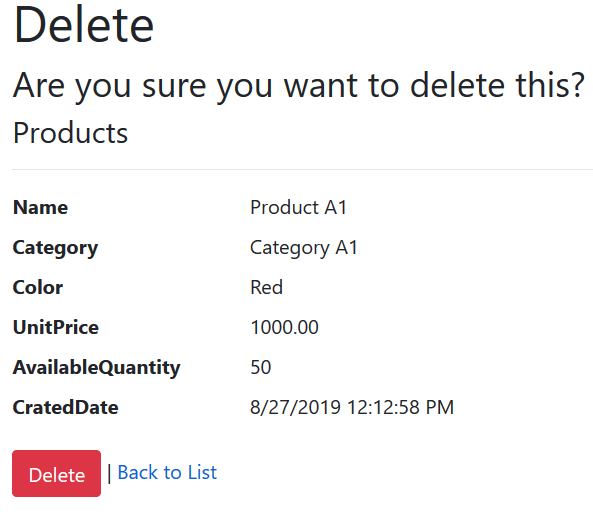 Delete
Are you sure you want to delete this?
Products
Name Product A1
Category Category A1
Color Red
UnitPrice 1000.00
AvailableQuantity 50
CratedDate 8/27/2019 12:12:58 PM
Delete | Back to List